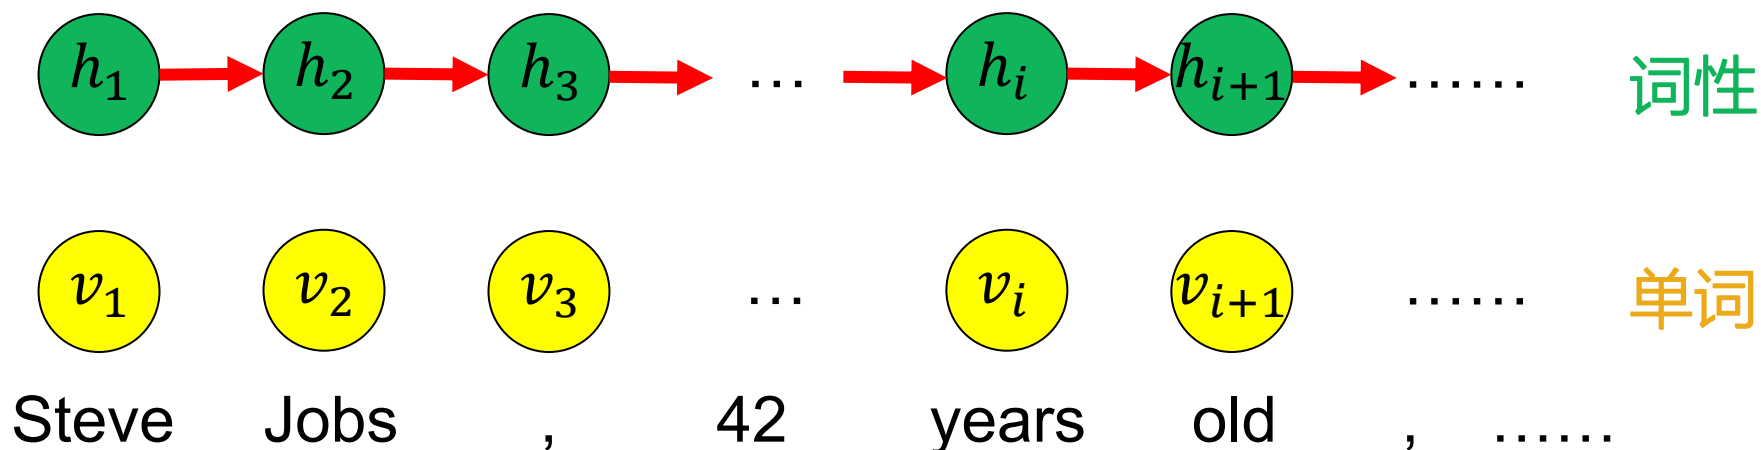 h₁ h₂ h₃ … hᵢ hᵢ₊₁ …… 词性
v₁ v₂ v₃ … vᵢ vᵢ₊₁ …… 单词
Steve Jobs , 42 years old , ……